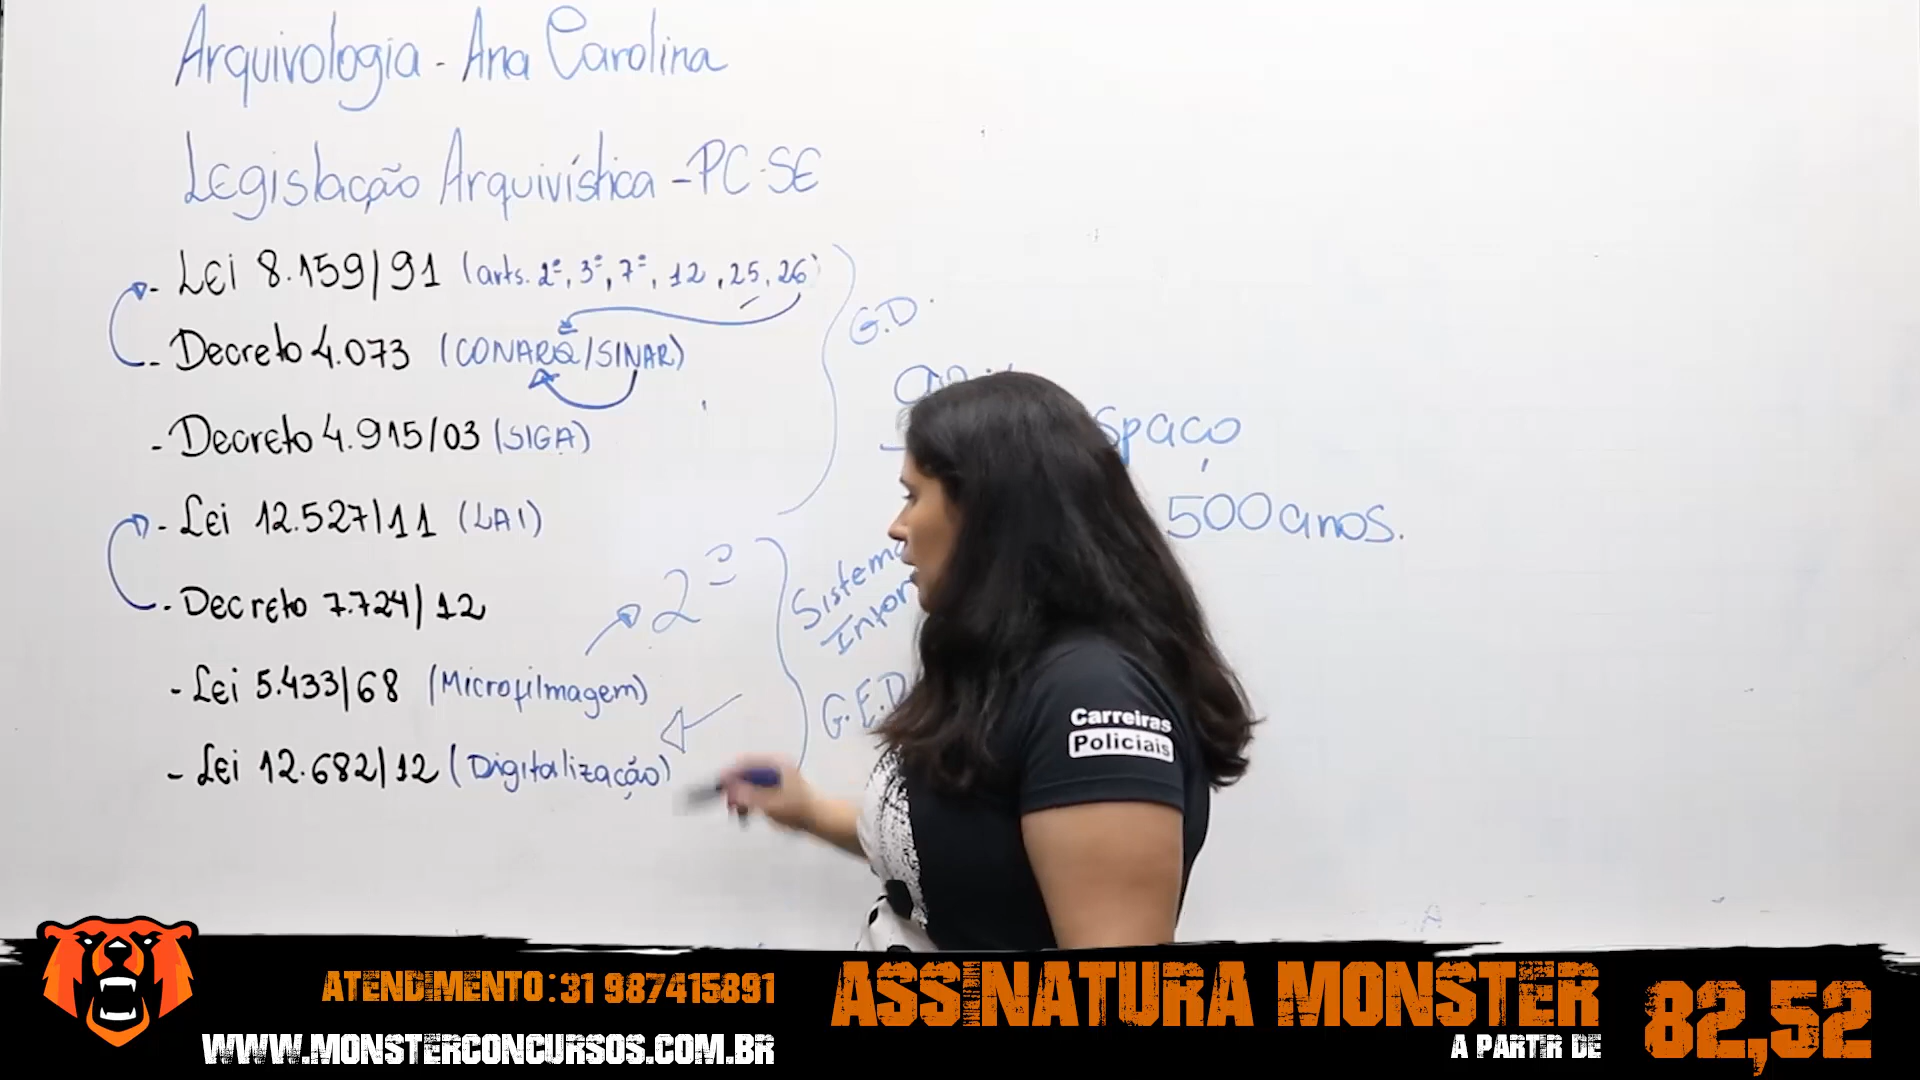 Arquivologia - Ana Carolina
Legislação Arquivística - PC-SE
- Lei 8.159/91 (arts. 2º, 3º, 7º, 12, 25, 26)
- Decreto 4.073 (CONARQ/SINAR)
- Decreto 4.915/03 (SIGA)
- Lei 12.527/11 (LAI)
- Decreto 7.724/12
- Lei 5.433/68 (Microfilmagem)
- Lei 12.682/12 (Digitalização)
G.D.
2º
G.E.D
500 anos.
Carreiras
Policiais
ATENDIMENTO: 31 987415891
WWW.MONSTERCONCURSOS.COM.BR
ASSINATURA MONSTER
A PARTIR DE
82,52